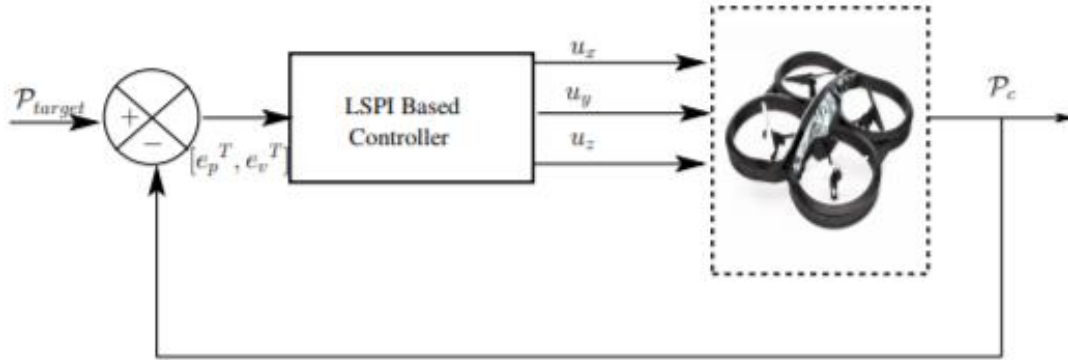 𝒫_target
+
−
[e_p^T, e_v^T]
LSPI Based
Controller
u_x
u_y
u_z
𝒫_c